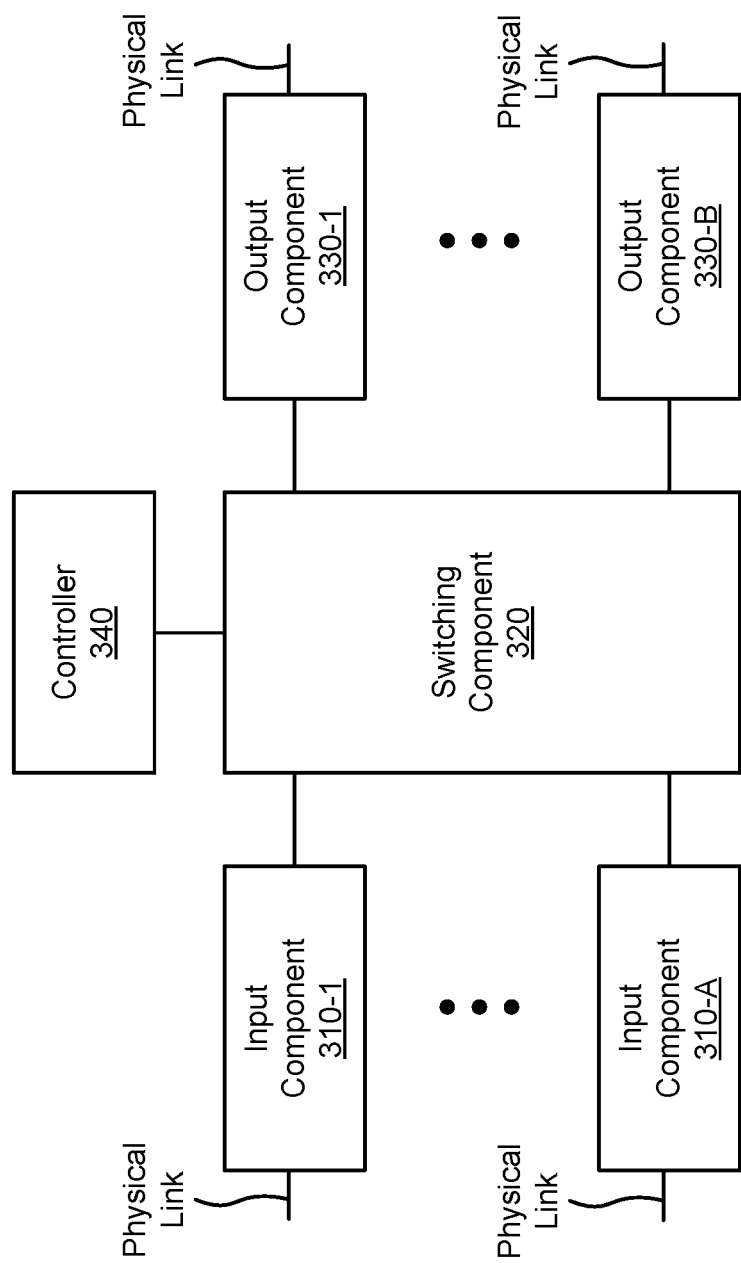 Controller
340
Physical
Link
Input
Component
310-1
Output
Component
330-1
Physical
Link
Switching
Component
320
Physical
Link
Input
Component
310-A
Output
Component
330-B
Physical
Link